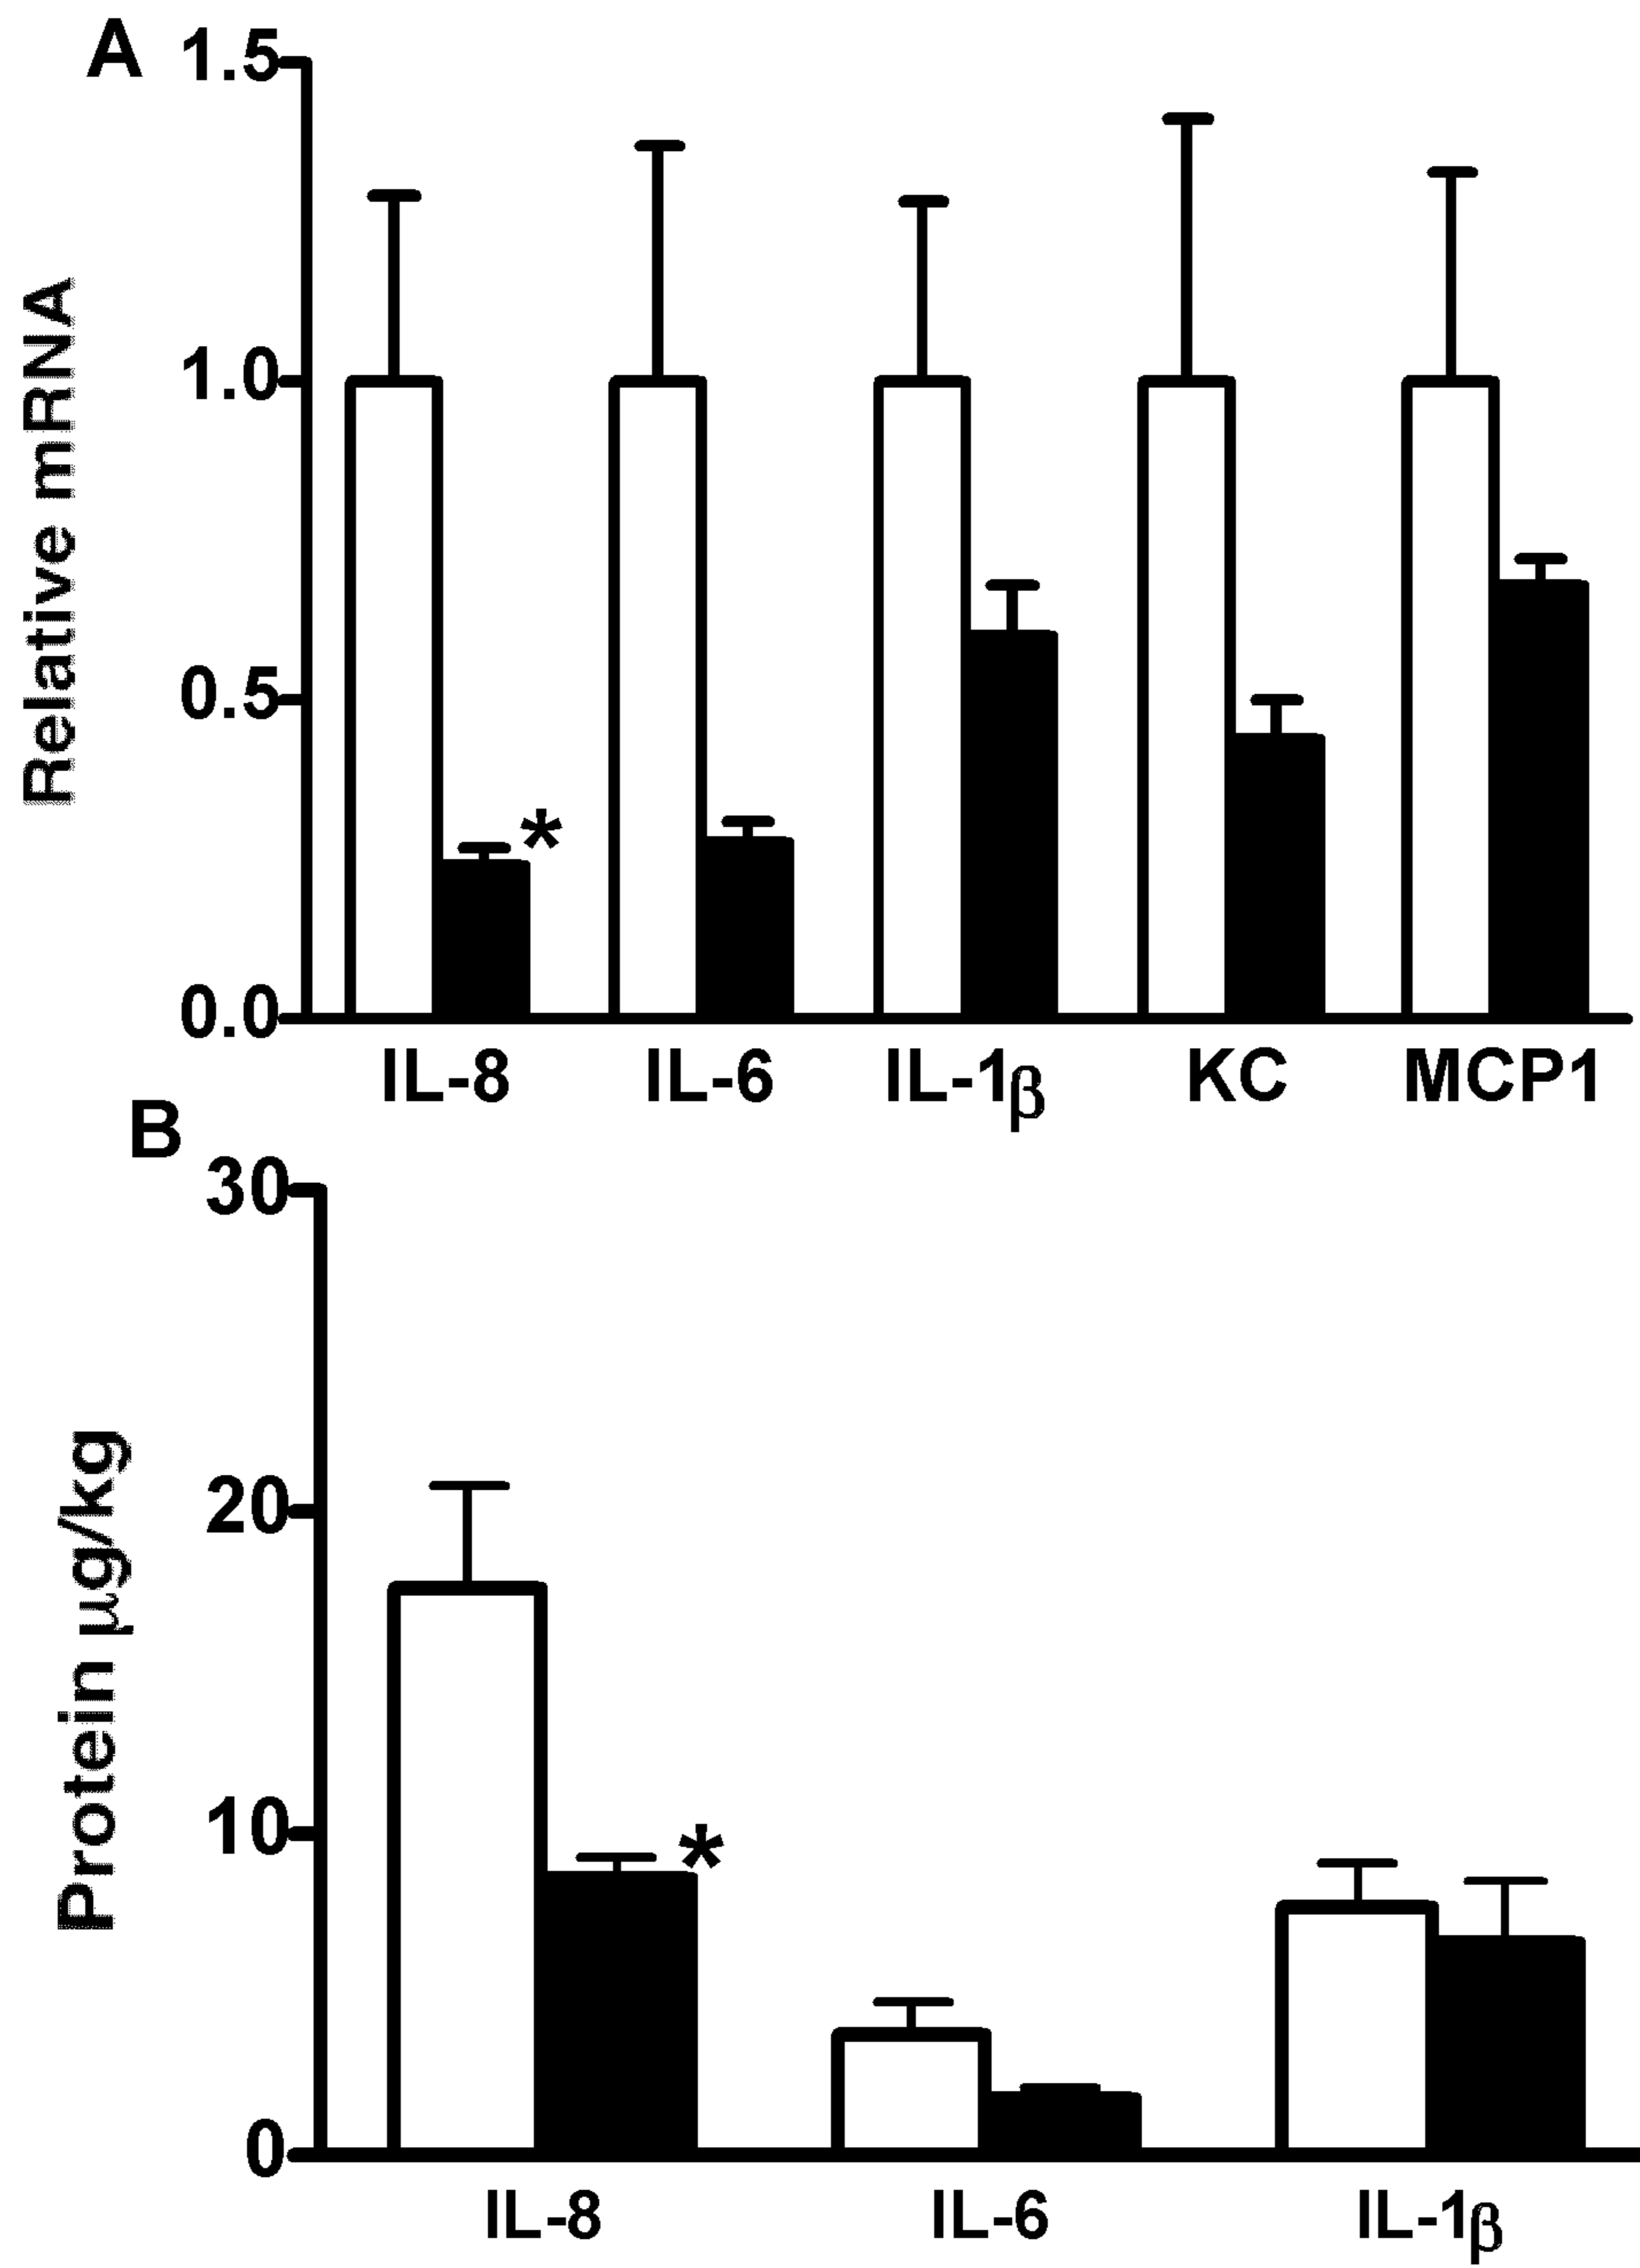 A
1.5
1.0
0.5
0.0
Relative mRNA
*
IL-8 IL-6 IL-1β KC MCP1
B
30
20
10
0
Protein µg/kg
*
IL-8 IL-6 IL-1β